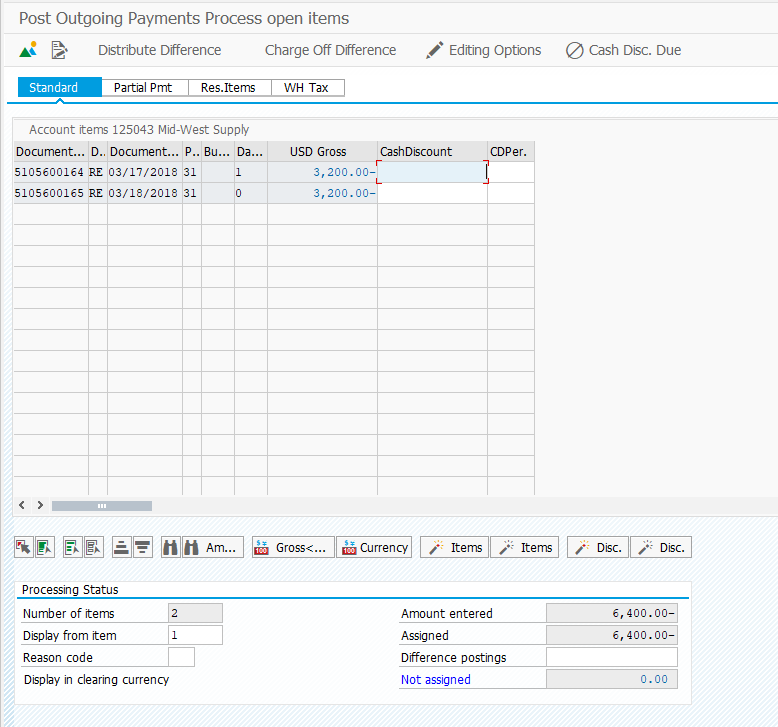 Post Outgoing Payments Process open items
Distribute Difference Charge Off Difference Editing Options Cash Disc. Due
Standard Partial Pmt Res.Items WH Tax
Account items 125043 Mid-West Supply
Document... D.. Document... P.. Bu... Da... USD Gross CashDiscount CDPer.
5105600164 RE 03/17/2018 31 1 3,200.00-
5105600165 RE 03/18/2018 31 0 3,200.00-
Am... Gross<... Currency Items Items Disc. Disc.
Processing Status
Number of items 2 Amount entered 6,400.00-
Display from item 1 Assigned 6,400.00-
Reason code Difference postings
Display in clearing currency Not assigned 0.00